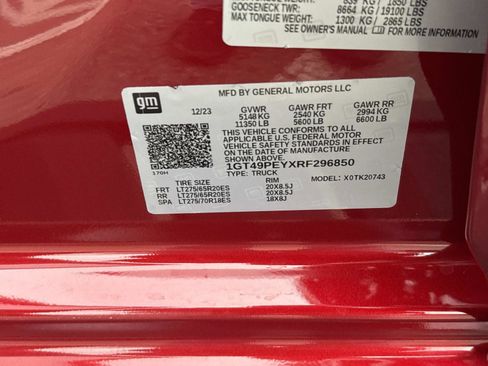 839 KG/ 1850 LBS
GOOSENECK TWR: 8664 KG/19100 LBS
MAX TONGUE WEIGHT: 1300 KG/ 2865 LBS
SEE OWNER'S MANUAL FOR MORE INFORMATION
gm
MFD BY GENERAL MOTORS LLC
12/23 GVWR GAWR FRT GAWR RR
5148 KG 2540 KG 2994 KG
11350 LB 5600 LB 6600 LB
THIS VEHICLE CONFORMS TO ALL
APPLICABLE U.S. FEDERAL MOTOR
VEHICLE SAFETY STANDARDS IN EFFECT
ON THE DATE OF MANUFACTURE SHOWN ABOVE.
1GT49PEYXRF296850
170H TYPE: TRUCK
TIRE SIZE RIM MODEL: X0TK20743
FRT LT275/65R20ES 20X8.5J
RR LT275/65R20ES 20X8.5J
SPA LT275/70R18ES 18X8J